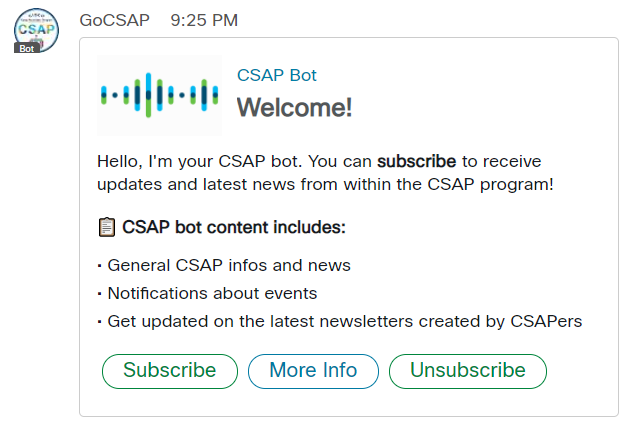 GoCSAP 9:25 PM
CSAP
Bot
CSAP Bot
Welcome!
Hello, I'm your CSAP bot. You can subscribe to receive
updates and latest news from within the CSAP program!
📋 CSAP bot content includes:
· General CSAP infos and news
· Notifications about events
· Get updated on the latest newsletters created by CSAPers
Subscribe More Info Unsubscribe